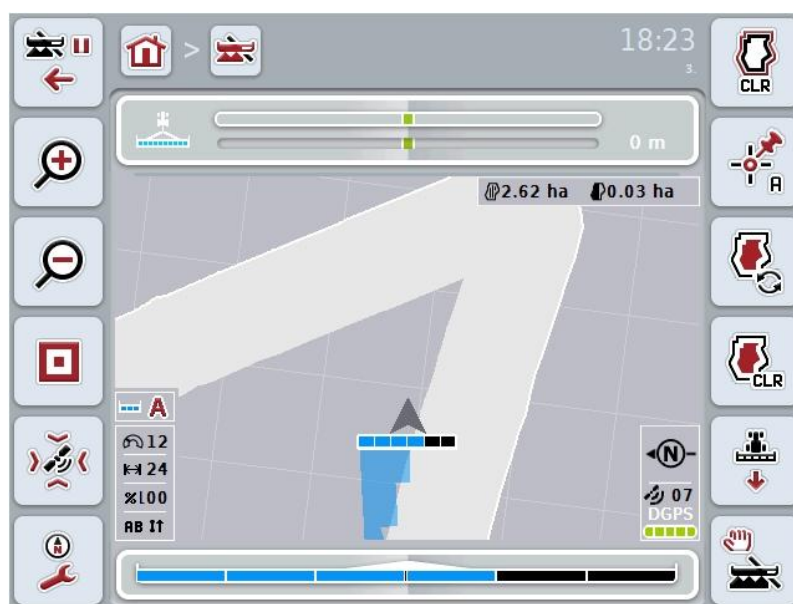 18:23
>
3.
CLR
0 m
A
2.62 ha 0.03 ha
CLR
A
12
24
%100
AB
N
07
DGPS
N